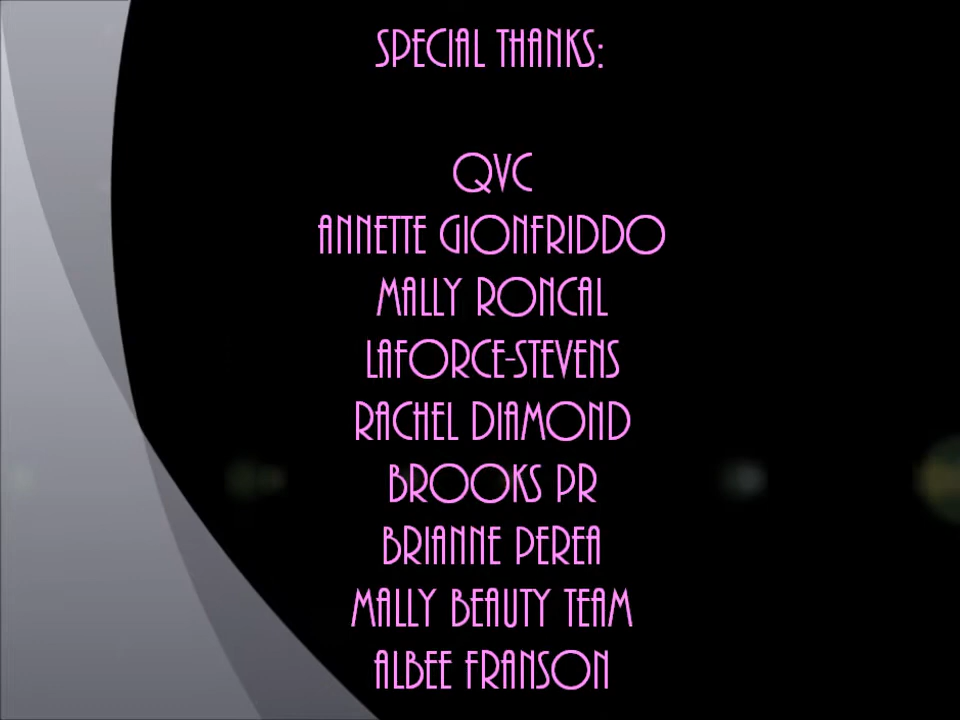 SPECIAL THANKS:
QVC
ANNETTE GIONFRIDDO
MALLY RONCAL
LAFORCE-STEVENS
RACHEL DIAMOND
BROOKS PR
BRIANNE PEREA
MALLY BEAUTY TEAM
ALBEE FRANSON